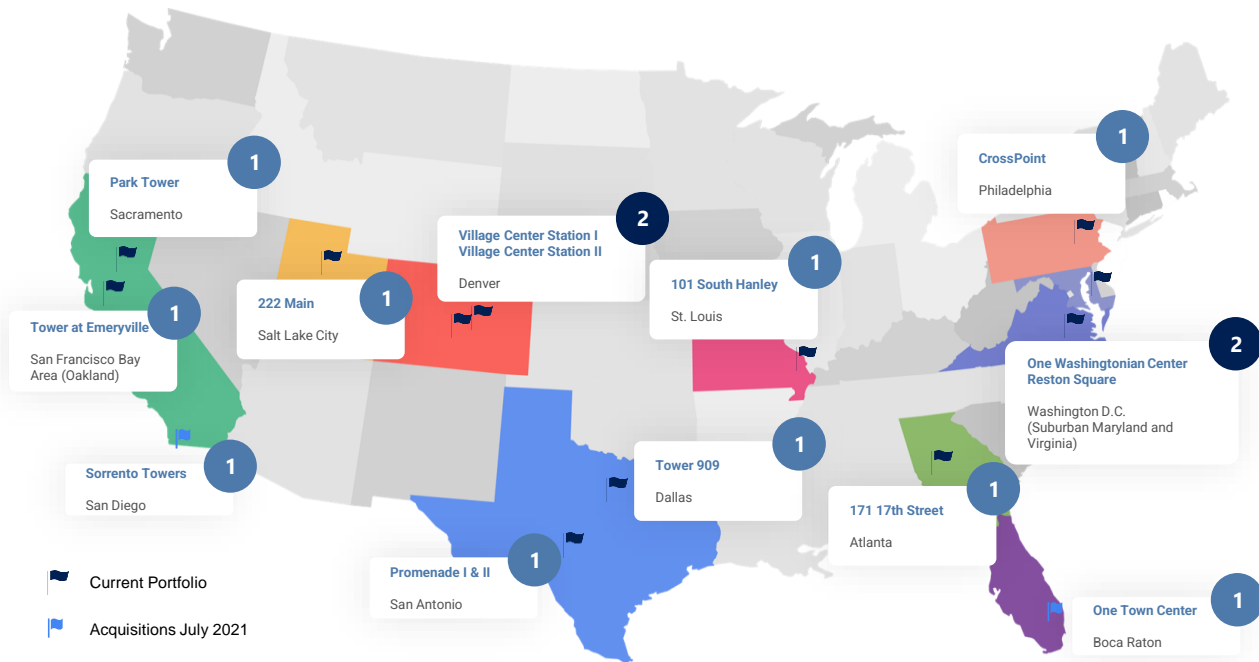 1
CrossPoint
Philadelphia
1
Park Tower
Sacramento
2
Village Center Station I
Village Center Station II
Denver
1
101 South Hanley
St. Louis
1
222 Main
Salt Lake City
1
Tower at Emeryville
San Francisco Bay
Area (Oakland)
2
One Washingtonian Center
Reston Square
Washington D.C.
(Suburban Maryland and
Virginia)
1
Sorrento Towers
San Diego
1
Tower 909
Dallas
1
171 17th Street
Atlanta
1
Promenade I & II
San Antonio
1
One Town Center
Boca Raton
Current Portfolio
Acquisitions July 2021